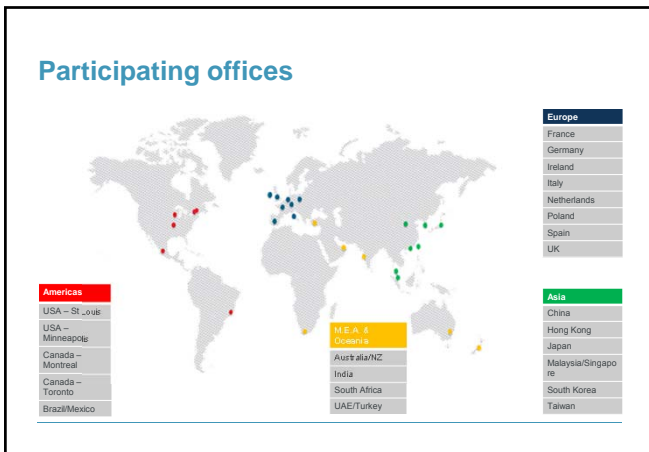 Participating offices
Europe
France
Germany
Ireland
Italy
Netherlands
Poland
Spain
UK
Americas
USA – St Louis
USA –
Minneapolis
Canada –
Montreal
Canada –
Toronto
Brazil/Mexico
M.E.A &
Oceania
Australia/NZ
India
South Africa
UAE/Turkey
Asia
China
Hong Kong
Japan
Malaysia/Singapo
re
South Korea
Taiwan